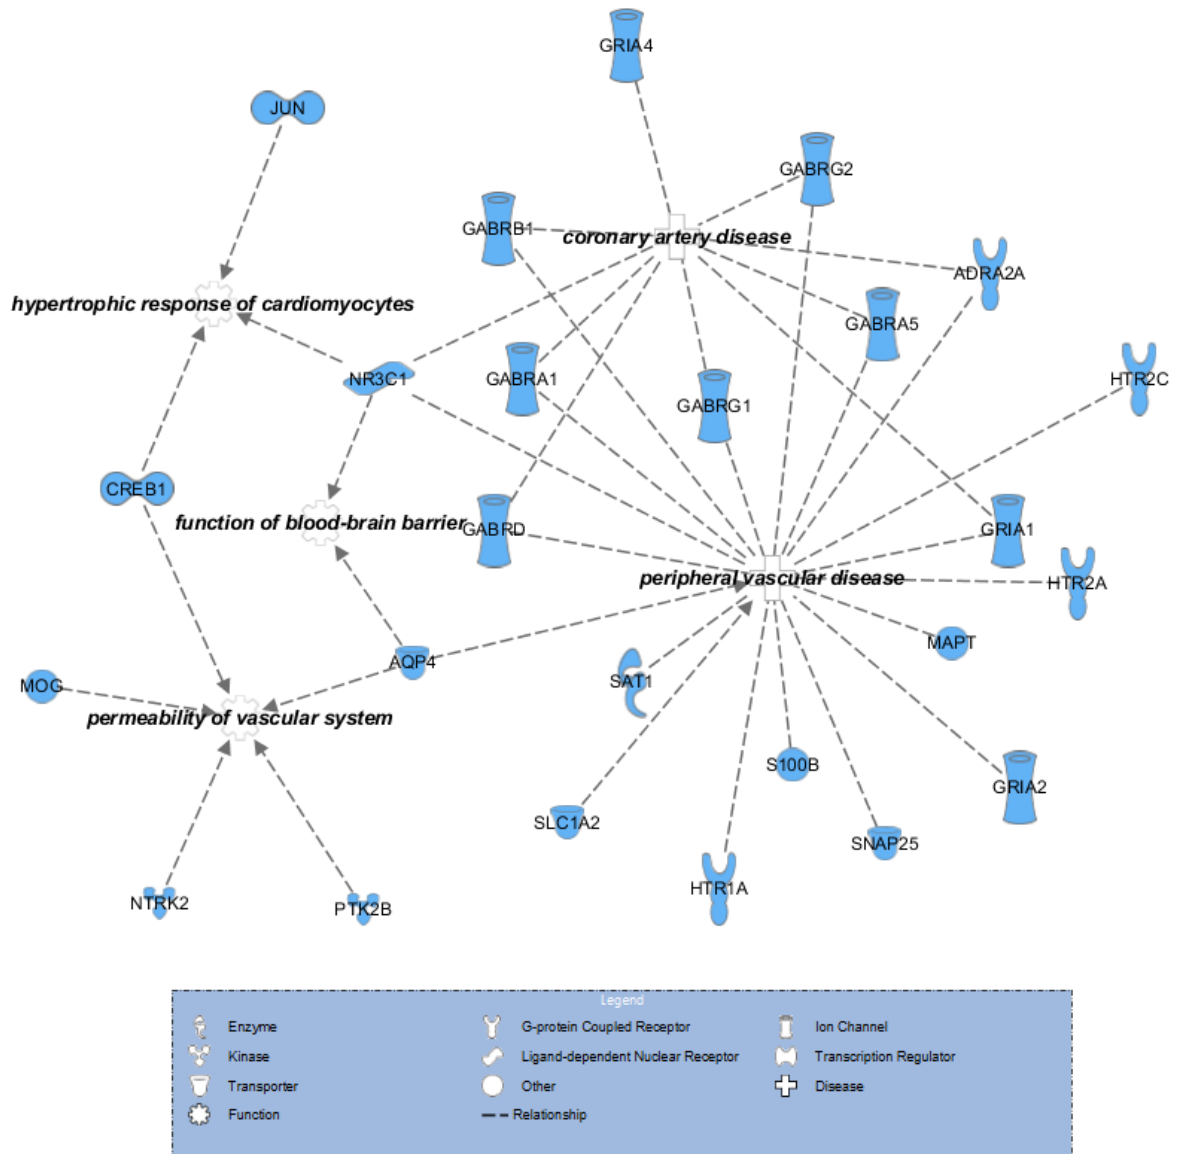 GRIA4
JUN
GABRG2
GABRB1
coronary artery disease
ADRA2A
hypertrophic response of cardiomyocytes
GABRA5
NR3C1
GABRA1
HTR2C
GABRG1
CREB1
function of blood-brain barrier
GABRD
GRIA1
peripheral vascular disease
HTR2A
MAPT
AQP4
SAT1
MOG
permeability of vascular system
S100B
GRIA2
SLC1A2
SNAP25
HTR1A
NTRK2
PTK2B
Legend
Enzyme
G-protein Coupled Receptor
Ion Channel
Kinase
Ligand-dependent Nuclear Receptor
Transcription Regulator
Transporter
Other
Disease
Function
Relationship